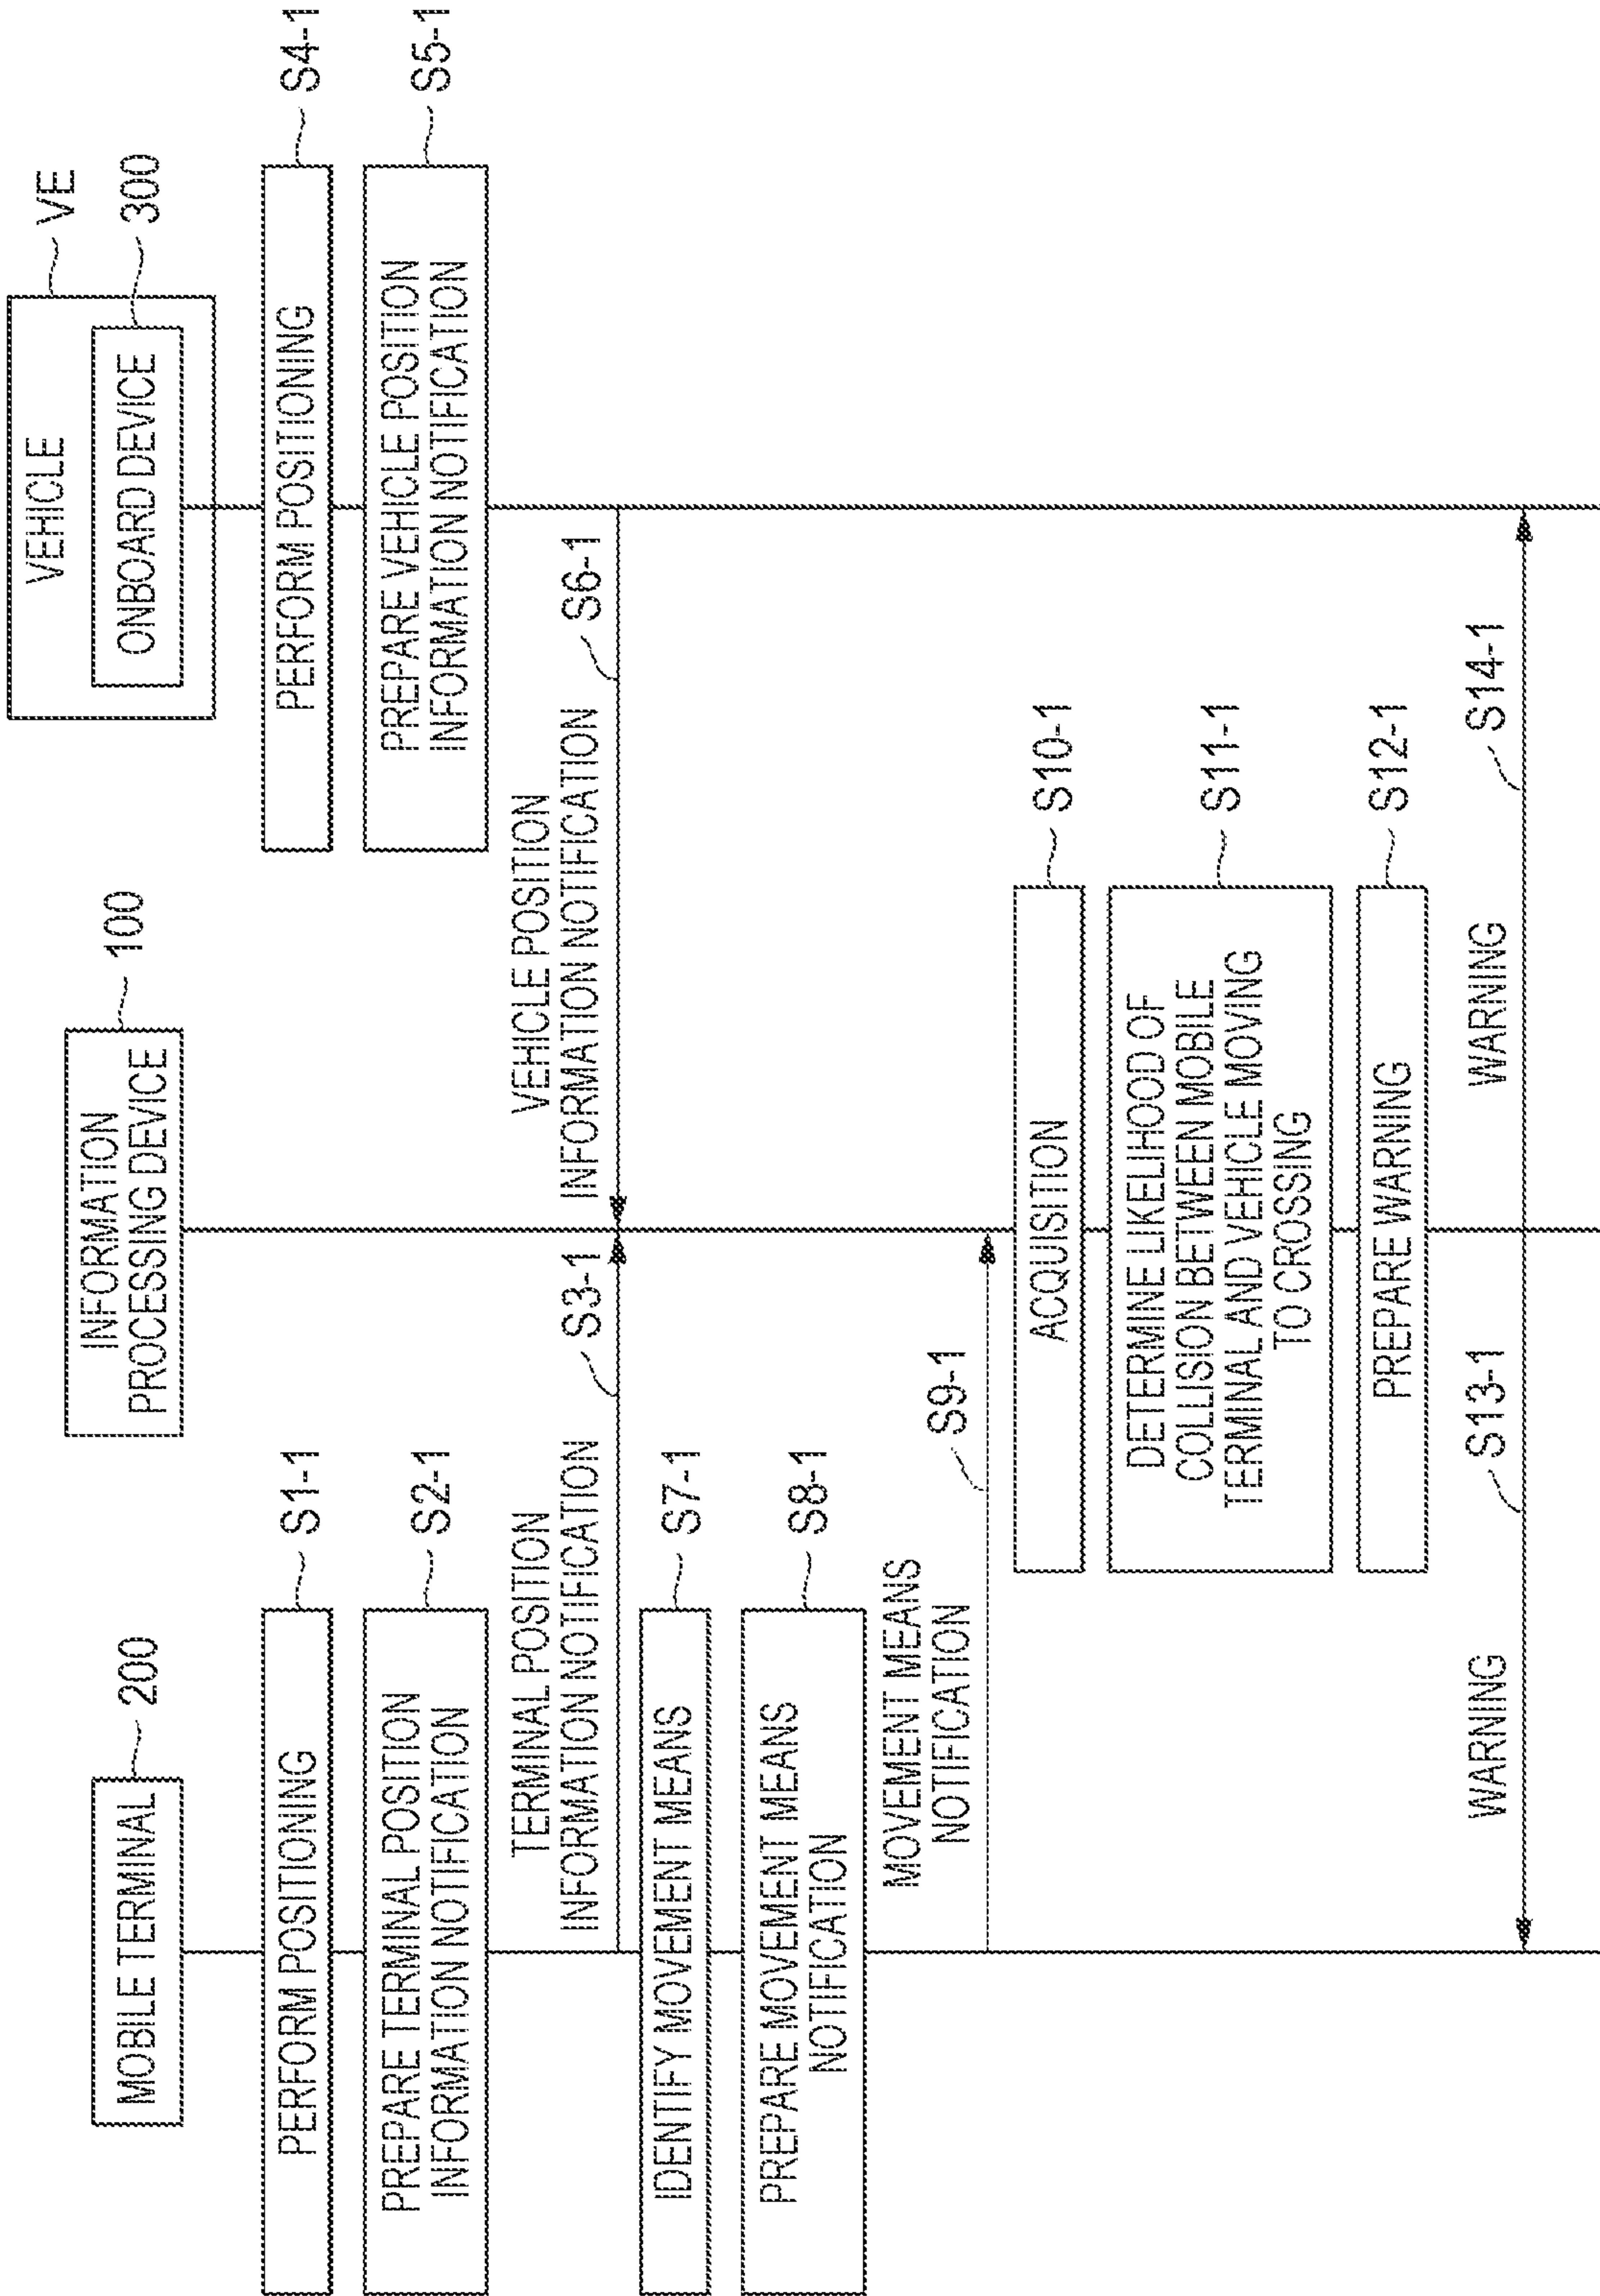 MOBILE TERMINAL
200
INFORMATION
PROCESSING DEVICE
100
VEHICLE
VE
ONBOARD DEVICE
300
PERFORM POSITIONING
S1-1
PERFORM POSITIONING
S4-1
PREPARE TERMINAL POSITION
INFORMATION NOTIFICATION
S2-1
PREPARE VEHICLE POSITION
INFORMATION NOTIFICATION
S5-1
TERMINAL POSITION
INFORMATION NOTIFICATION
S3-1
VEHICLE POSITION
INFORMATION NOTIFICATION
S6-1
IDENTIFY MOVEMENT MEANS
S7-1
PREPARE MOVEMENT MEANS
NOTIFICATION
S8-1
MOVEMENT MEANS
NOTIFICATION
S9-1
ACQUISITION
S10-1
DETERMINE LIKELIHOOD OF
COLLISION BETWEEN MOBILE
TERMINAL AND VEHICLE MOVING
TO CROSSING
S11-1
PREPARE WARNING
S12-1
WARNING
S13-1
WARNING
S14-1